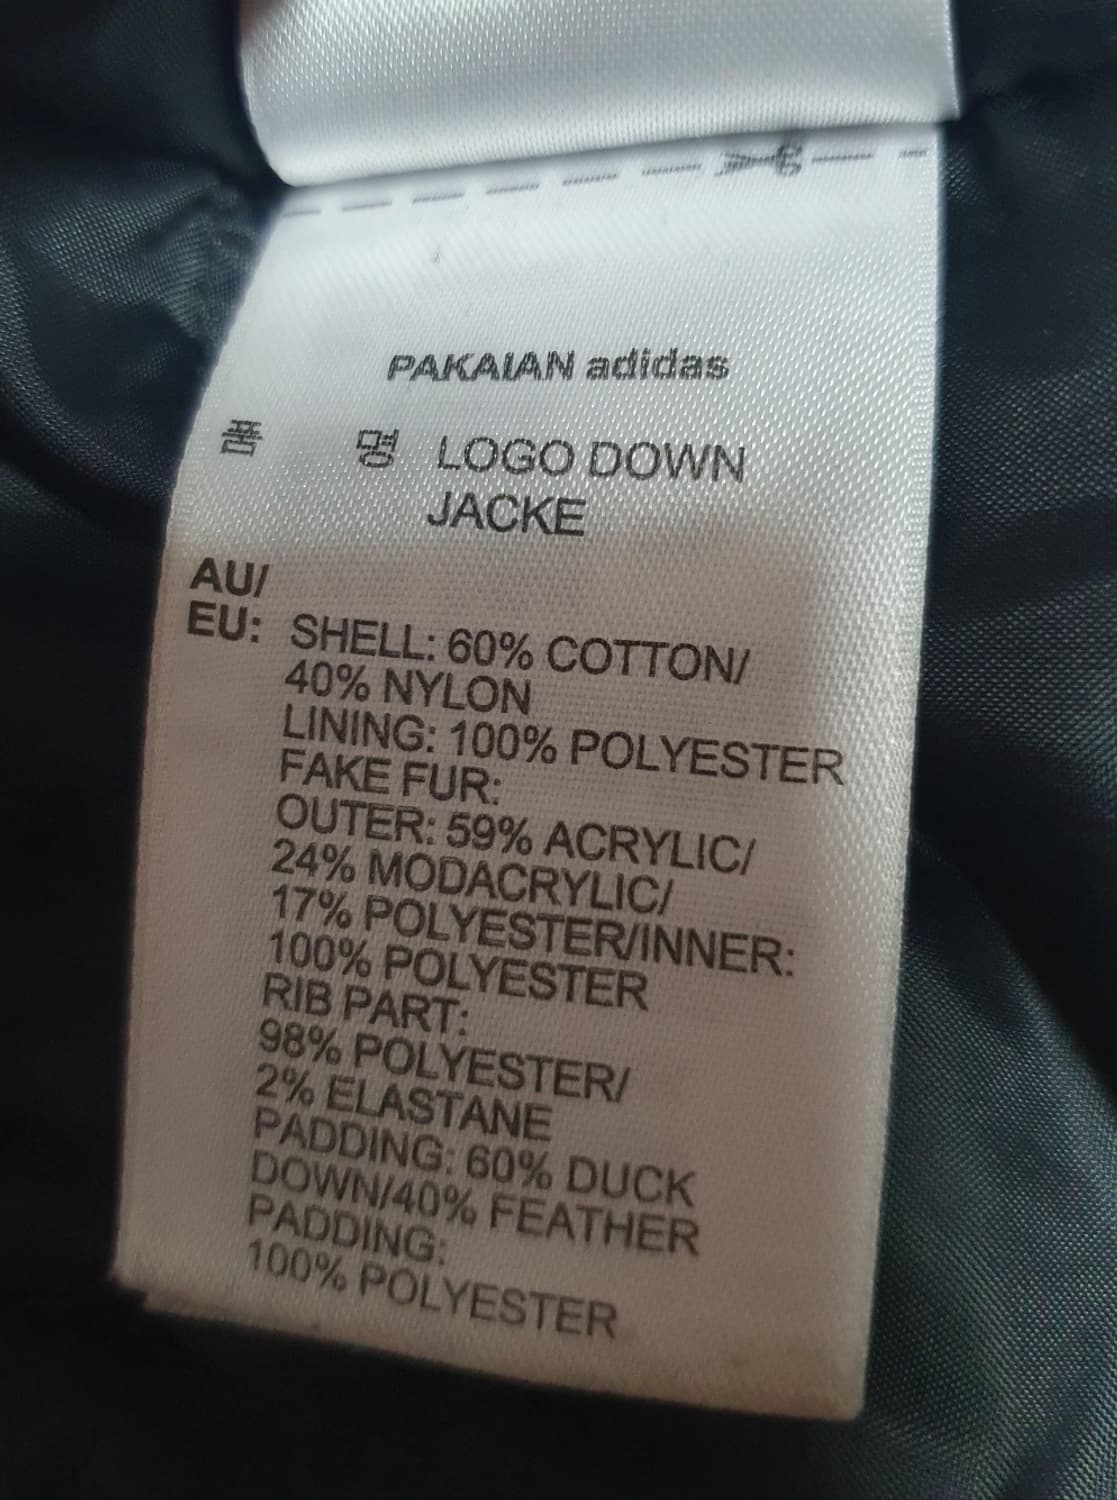 PAKAIAN adidas
품 명 LOGO DOWN
JACKE
AU/
EU: SHELL: 60% COTTON/
40% NYLON
LINING: 100% POLYESTER
FAKE FUR:
OUTER: 59% ACRYLIC/
24% MODACRYLIC/
17% POLYESTER/INNER:
100% POLYESTER
RIB PART:
98% POLYESTER/
2% ELASTANE
PADDING: 60% DUCK
DOWN/40% FEATHER
PADDING:
100% POLYESTER